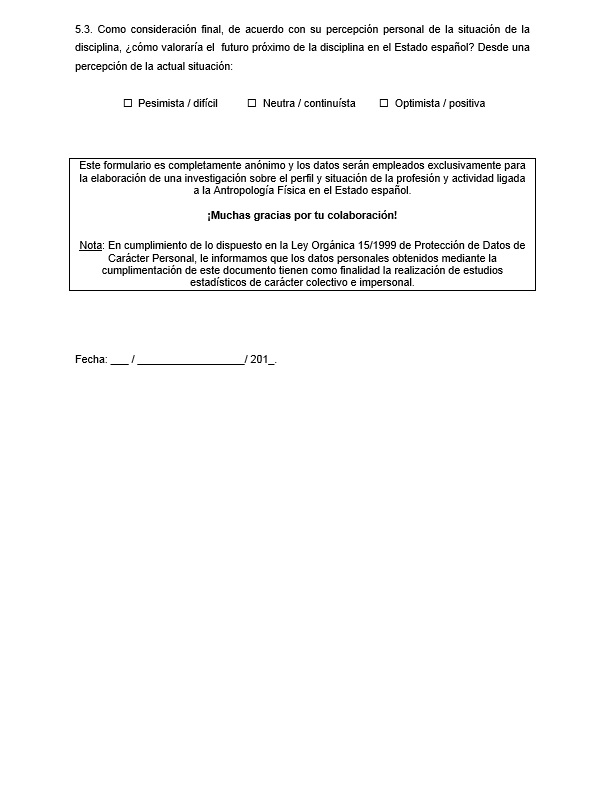 5.3. Como consideración final, de acuerdo con su percepción personal de la situación de la
disciplina, ¿cómo valoraría el  futuro próximo de la disciplina en el Estado español? Desde una
percepción de la actual situación:
☐ Pesimista / difícil ☐ Neutra / continuísta ☐ Optimista / positiva
Este formulario es completamente anónimo y los datos serán empleados exclusivamente para
la elaboración de una investigación sobre el perfil y situación de la profesión y actividad ligada
a la Antropología Física en el Estado español.
¡Muchas gracias por tu colaboración!
Nota: En cumplimiento de lo dispuesto en la Ley Orgánica 15/1999 de Protección de Datos de
Carácter Personal, le informamos que los datos personales obtenidos mediante la
cumplimentación de este documento tienen como finalidad la realización de estudios
estadísticos de carácter colectivo e impersonal.
Fecha: ___ / __________________/ 201_.